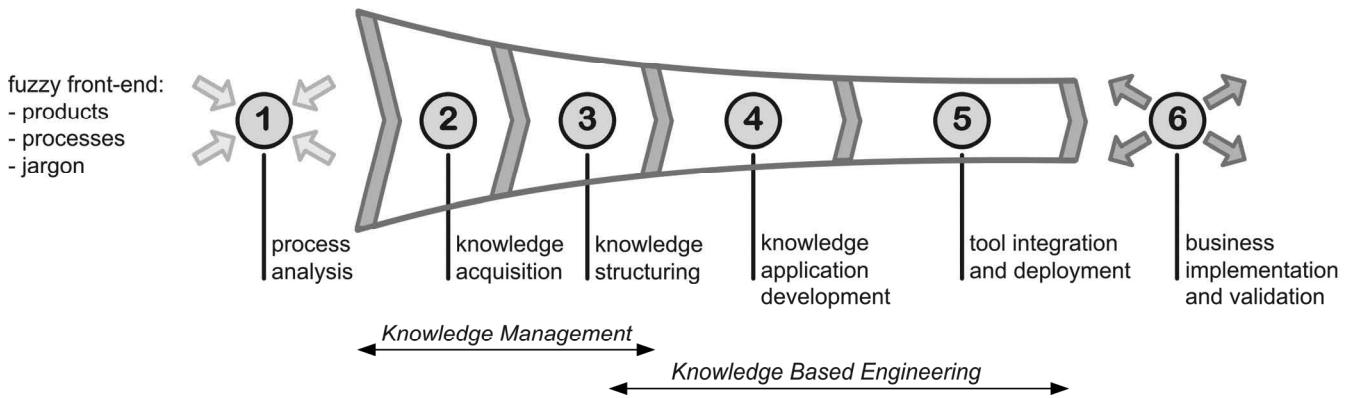 fuzzy front-end:
- products
- processes
- jargon
1
2
3
4
5
6
process
analysis
knowledge
acquisition
knowledge
structuring
knowledge
application
development
tool integration
and deployment
business
implementation
and validation
Knowledge Management
Knowledge Based Engineering